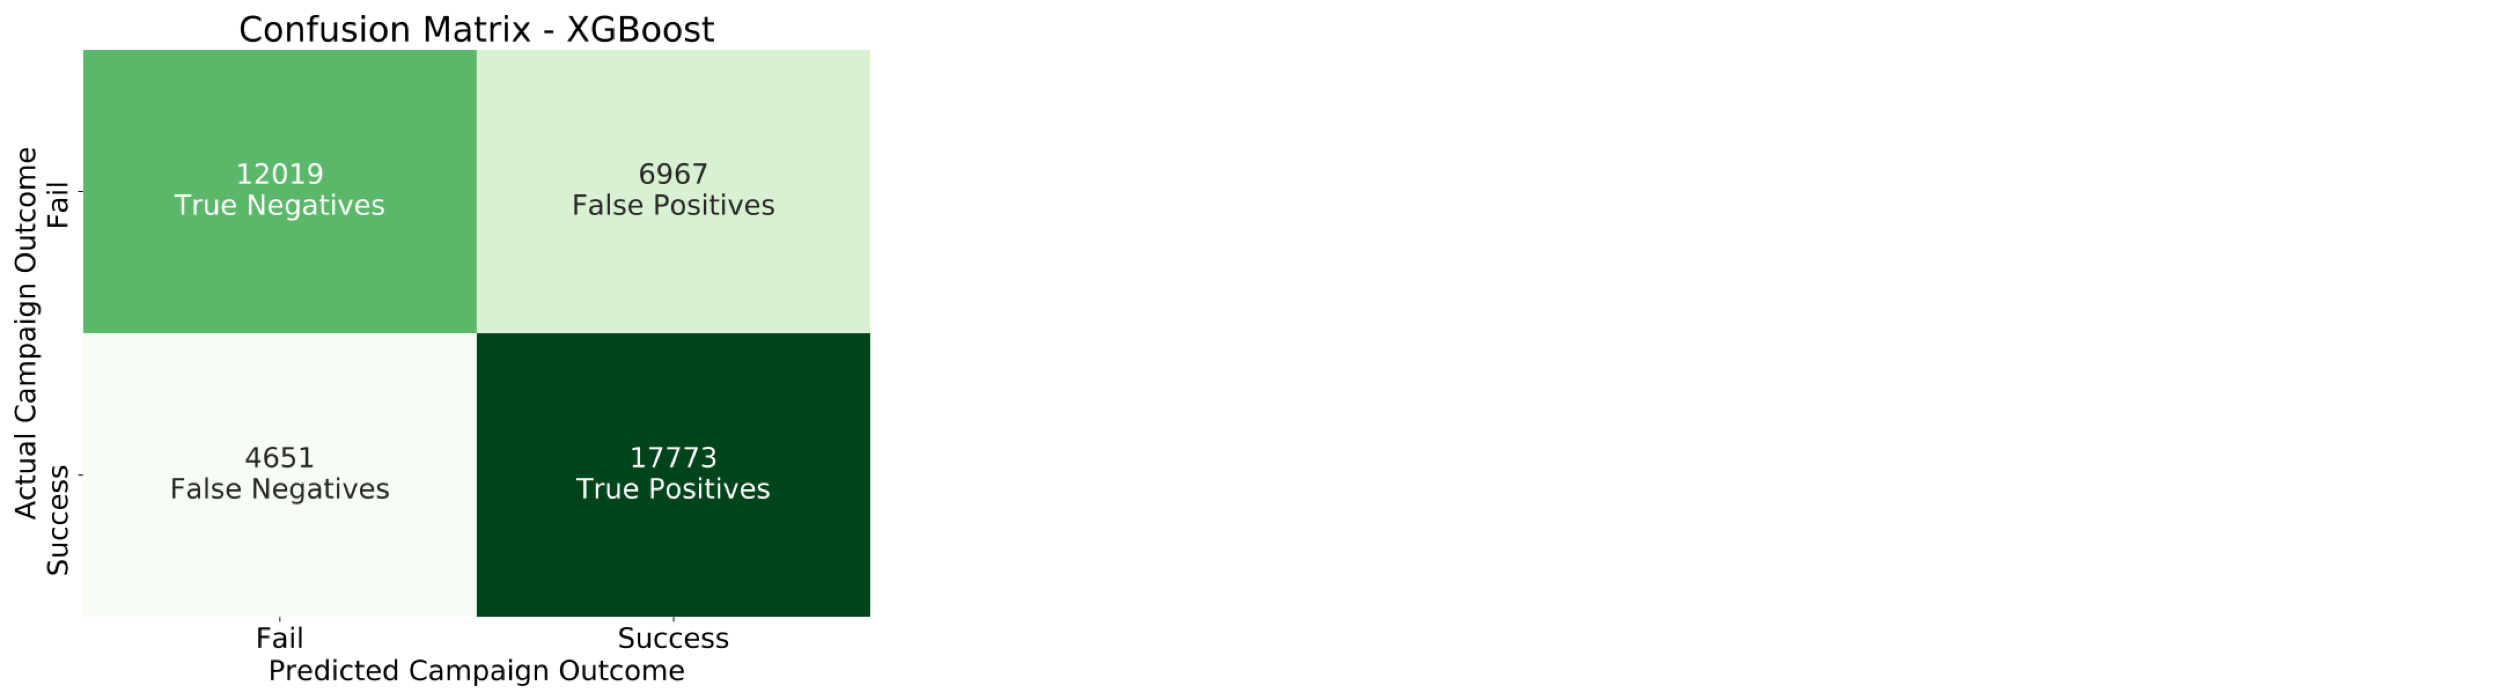 Confusion Matrix - XGBoost
Actual Campaign Outcome
Fail
12019
True Negatives
6967
False Positives
Success
4651
False Negatives
17773
True Positives
Fail
Success
Predicted Campaign Outcome